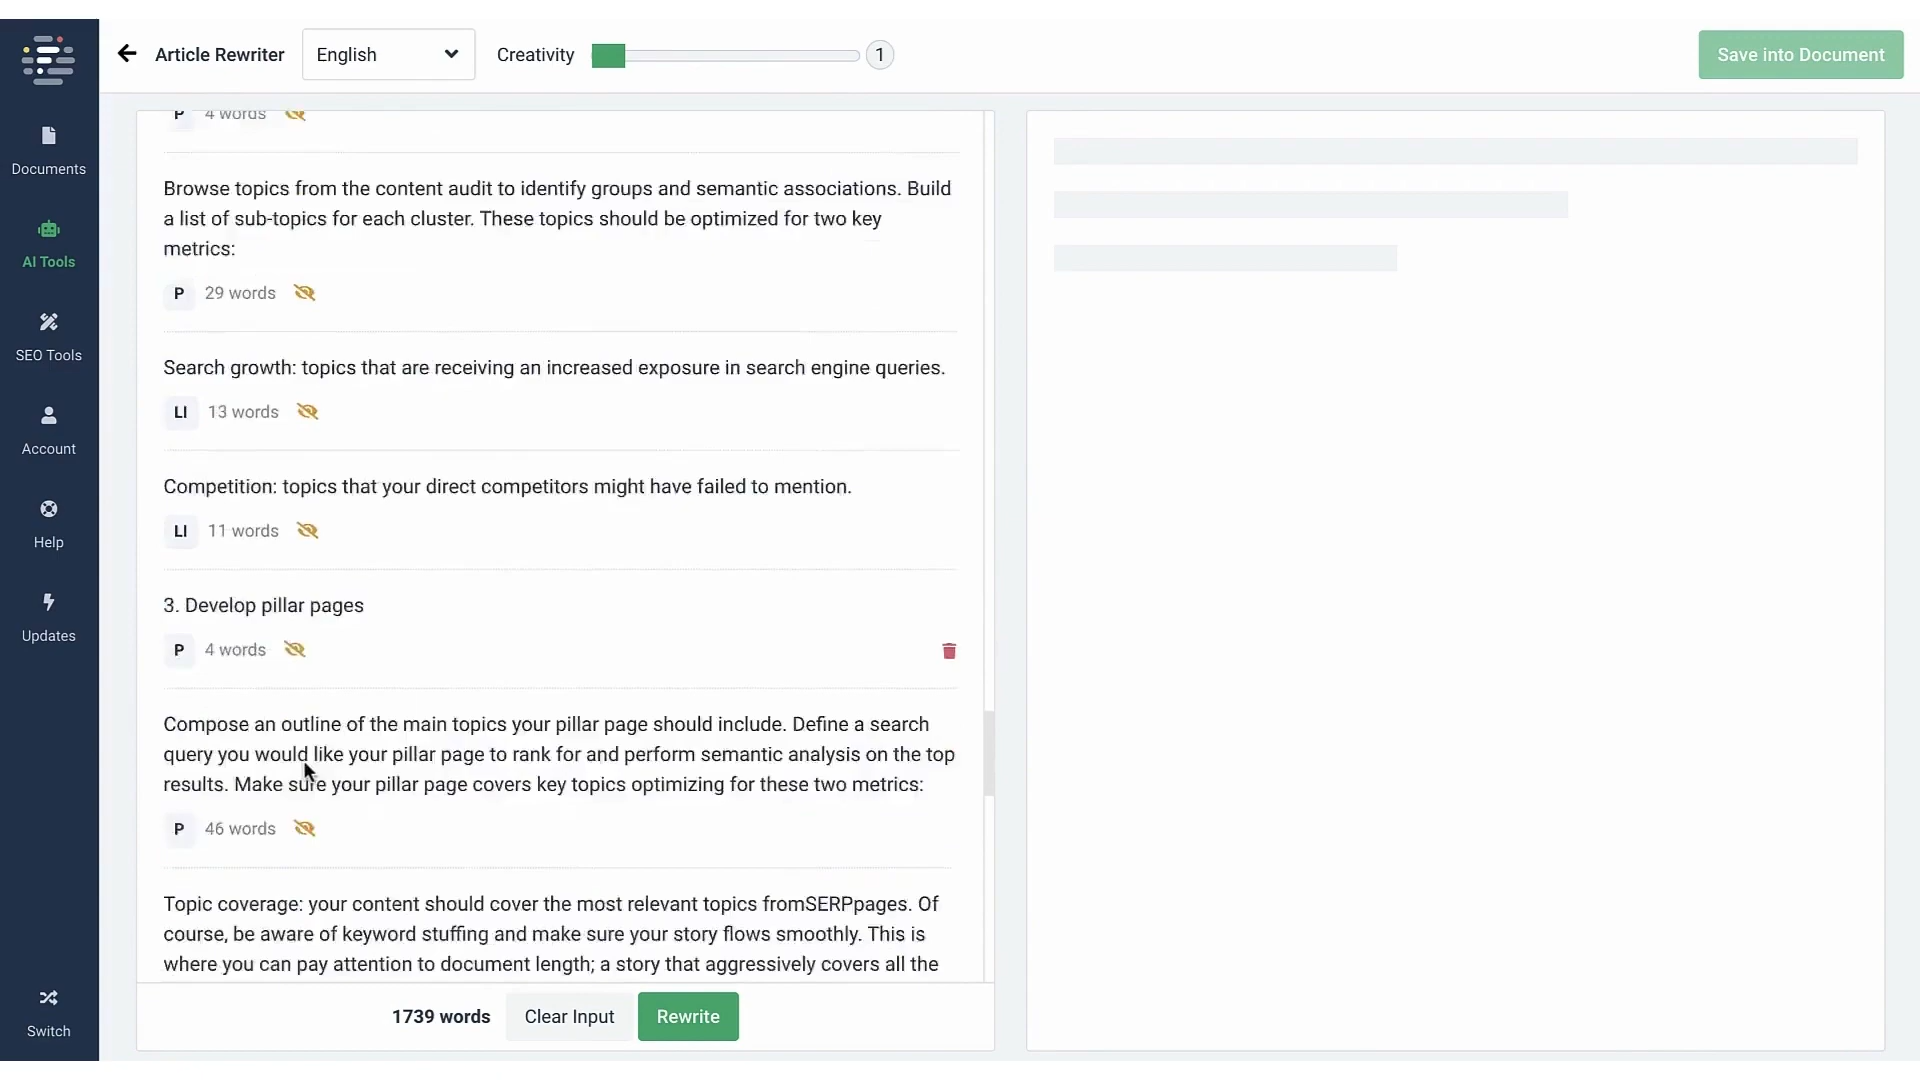 Article Rewriter
English
Creativity
1
Save into Document
Documents
AI Tools
SEO Tools
Account
Help
Updates
Switch
P 4 words
Browse topics from the content audit to identify groups and semantic associations. Build
a list of sub-topics for each cluster. These topics should be optimized for two key
metrics:
P 29 words
Search growth: topics that are receiving an increased exposure in search engine queries.
LI 13 words
Competition: topics that your direct competitors might have failed to mention.
LI 11 words
3. Develop pillar pages
P 4 words
Compose an outline of the main topics your pillar page should include. Define a search
query you would like your pillar page to rank for and perform semantic analysis on the top
results. Make sure your pillar page covers key topics optimizing for these two metrics:
P 46 words
Topic coverage: your content should cover the most relevant topics fromSERPpages. Of
course, be aware of keyword stuffing and make sure your story flows smoothly. This is
where you can pay attention to document length; a story that aggressively covers all the
1739 words
Clear Input
Rewrite